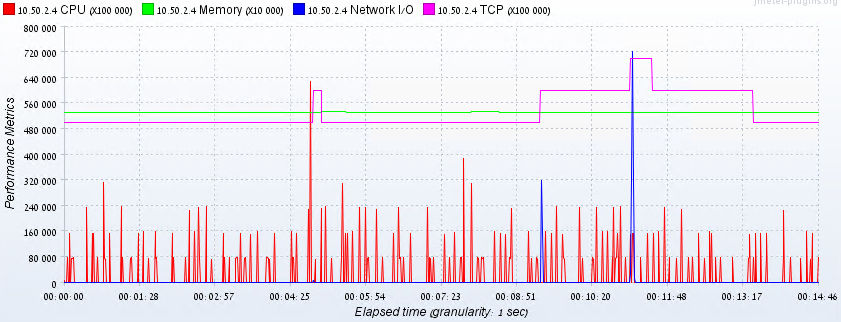 jmeter-plugins.org
10.50.2.4 CPU (X100 000) 10.50.2.4 Memory (X10 000) 10.50.2.4 Network I/O 10.50.2.4 TCP (X100 000)
800 000
720 000
640 000
560 000
480 000
400 000
320 000
240 000
160 000
80 000
0
Performance Metrics
00:00:00 00:01:28 00:02:57 00:04:25 00:05:54 00:07:23 00:08:51 00:10:20 00:11:48 00:13:17 00:14:46
Elapsed time (granularity: 1 sec)